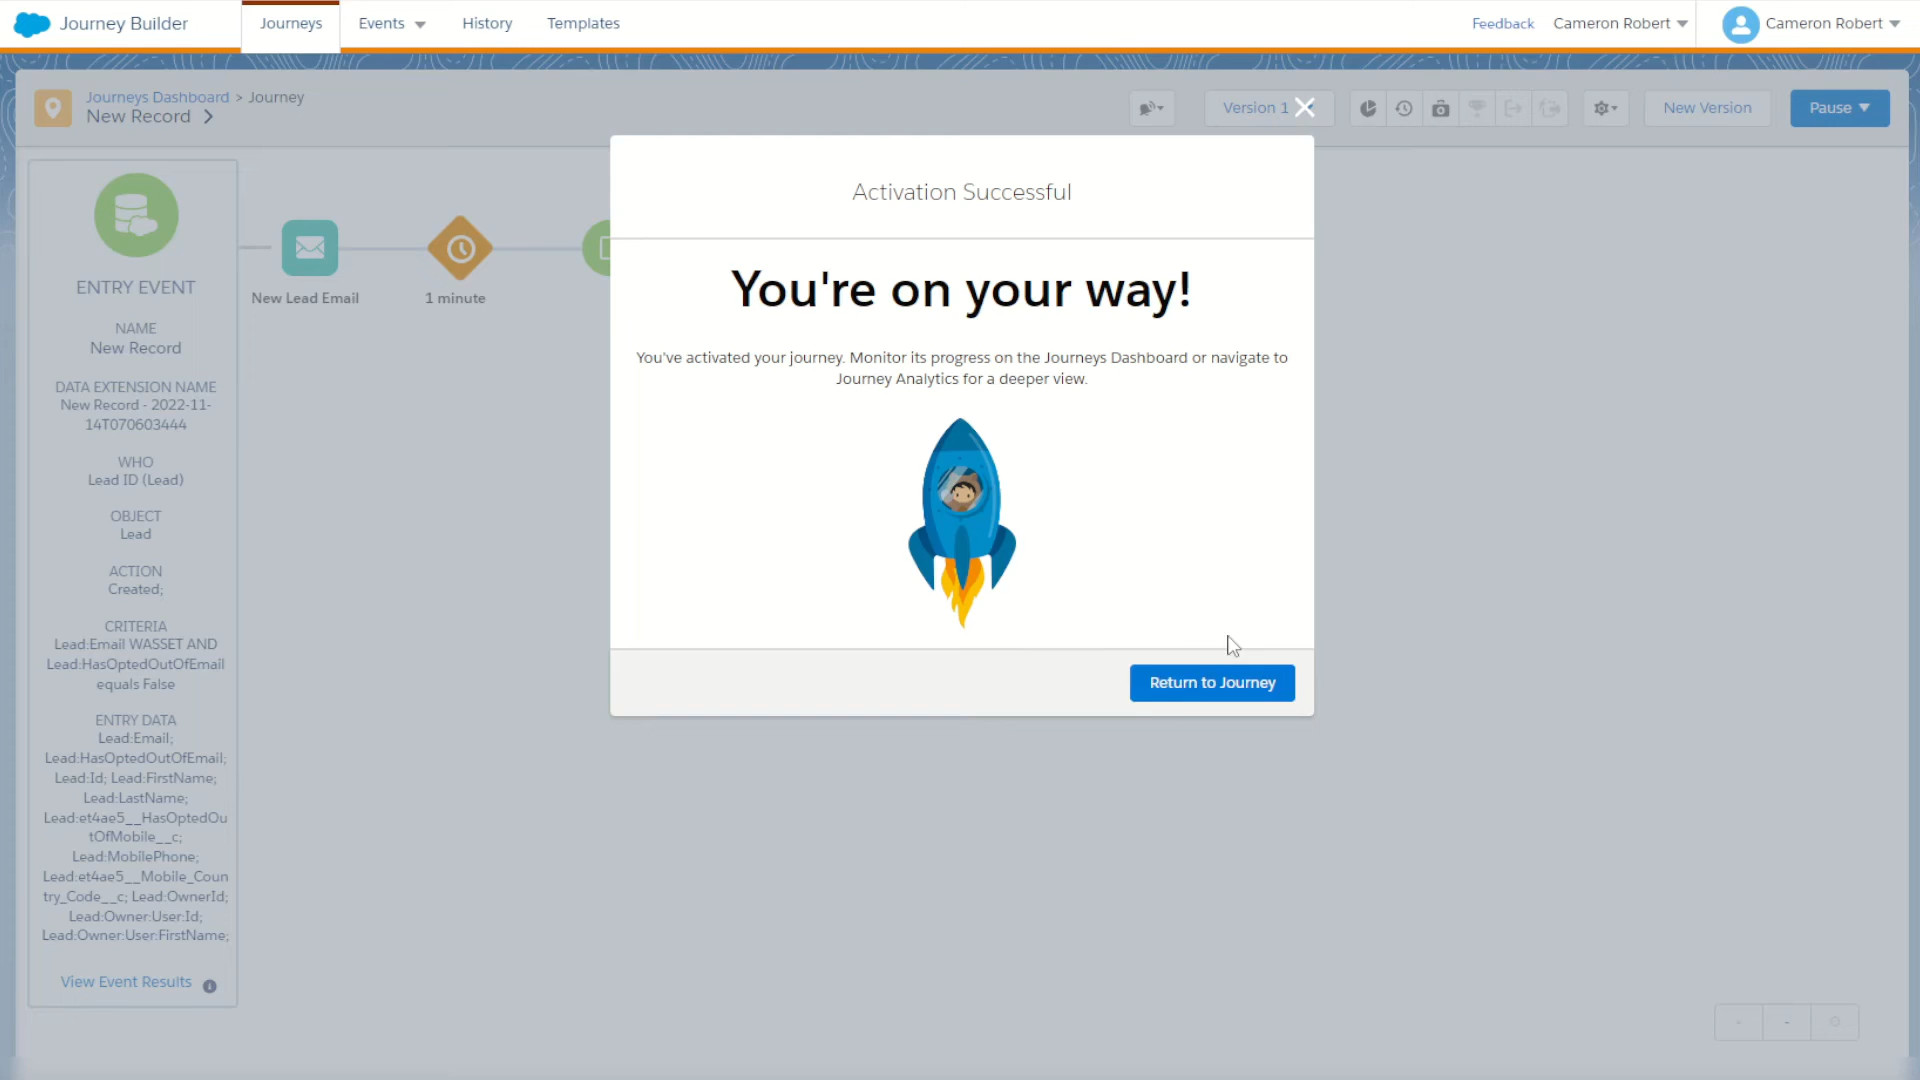 Journey Builder
Journeys
Events
History
Templates
Feedback
Cameron Robert
Cameron Robert
Journeys Dashboard > Journey
New Record
Version 1
New Version
Pause
ENTRY EVENT
NAME
New Record
DATA EXTENSION NAME
New Record - 2022-11-
14T070603444
WHO
Lead ID (Lead)
OBJECT
Lead
ACTION
Created;
CRITERIA
Lead:Email WASSET AND
Lead:HasOptedOutOfEmail
equals False
ENTRY DATA
Lead:Email;
Lead:HasOptedOutOfEmail;
Lead:Id; Lead:FirstName;
Lead:LastName;
Lead:et4ae5__HasOptedOu
tOfMobile__c;
Lead:MobilePhone;
Lead:et4ae5__Mobile_Coun
try_Code__c; Lead:OwnerId;
Lead:Owner:User:Id;
Lead:Owner:User:FirstName;
View Event Results
New Lead Email
1 minute
Activation Successful
You're on your way!
You've activated your journey. Monitor its progress on the Journeys Dashboard or navigate to
Journey Analytics for a deeper view.
Return to Journey